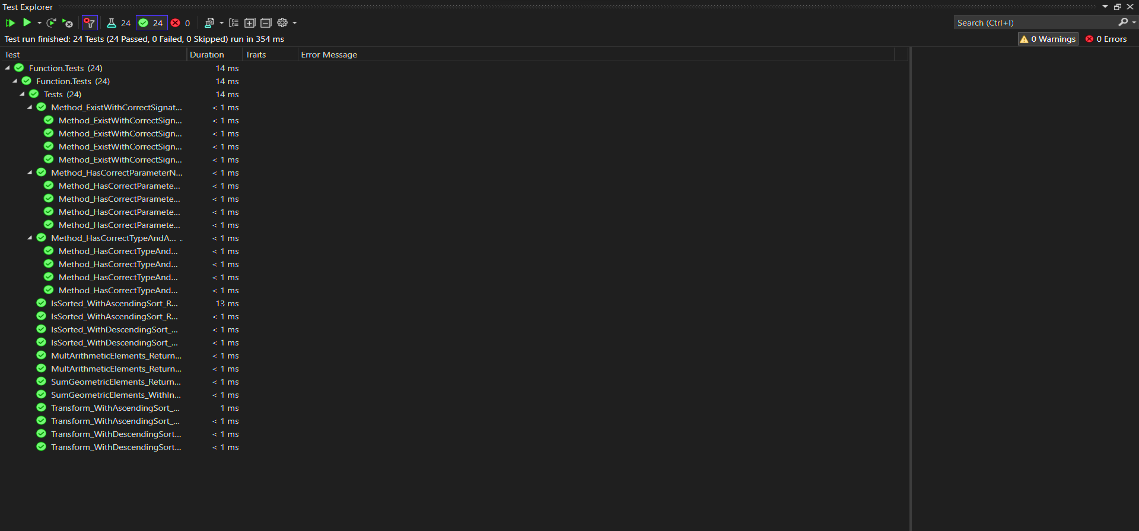 Test Explorer
24 24 0 Search (Ctrl+I)
Test run finished: 24 Tests (24 Passed, 0 Failed, 0 Skipped) run in 354 ms 0 Warnings 0 Errors
Test Duration Traits Error Message
Function.Tests (24) 14 ms
Function.Tests (24) 14 ms
Tests (24) 14 ms
Method_ExistWithCorrectSignat... < 1 ms
Method_ExistWithCorrectSign... < 1 ms
Method_ExistWithCorrectSign... < 1 ms
Method_ExistWithCorrectSign... < 1 ms
Method_ExistWithCorrectSign... < 1 ms
Method_HasCorrectParameterN... < 1 ms
Method_HasCorrectParamete... < 1 ms
Method_HasCorrectParamete... < 1 ms
Method_HasCorrectParamete... < 1 ms
Method_HasCorrectParamete... < 1 ms
Method_HasCorrectTypeAndA... < 1 ms
Method_HasCorrectTypeAnd... < 1 ms
Method_HasCorrectTypeAnd... < 1 ms
Method_HasCorrectTypeAnd... < 1 ms
Method_HasCorrectTypeAnd... < 1 ms
IsSorted_WithAscendingSort_R... 13 ms
IsSorted_WithAscendingSort_R... < 1 ms
IsSorted_WithDescendingSort_... < 1 ms
IsSorted_WithDescendingSort_... < 1 ms
MultArithmeticElements_Return... < 1 ms
MultArithmeticElements_Return... < 1 ms
SumGeometricElements_Return... < 1 ms
SumGeometricElements_WithIn... < 1 ms
Transform_WithAscendingSort_... 1 ms
Transform_WithAscendingSort_... < 1 ms
Transform_WithDescendingSort... < 1 ms
Transform_WithDescendingSort... < 1 ms